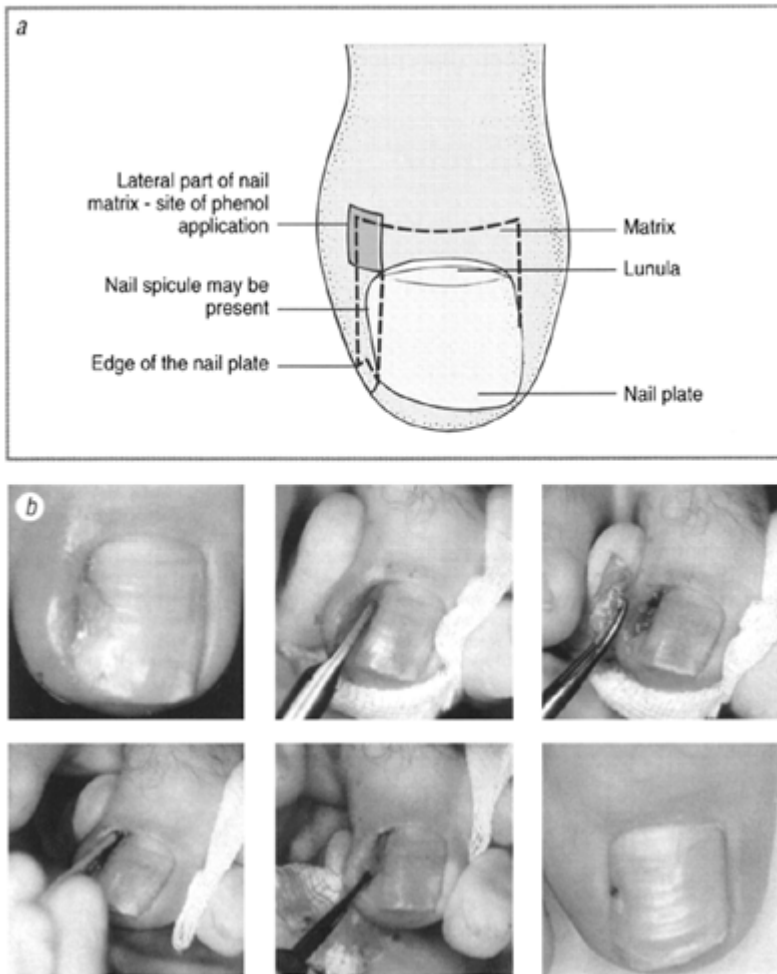 a
Lateral part of nail
matrix - site of phenol
application
Nail spicule may be
present
Edge of the nail plate
Matrix
Lunula
Nail plate
b